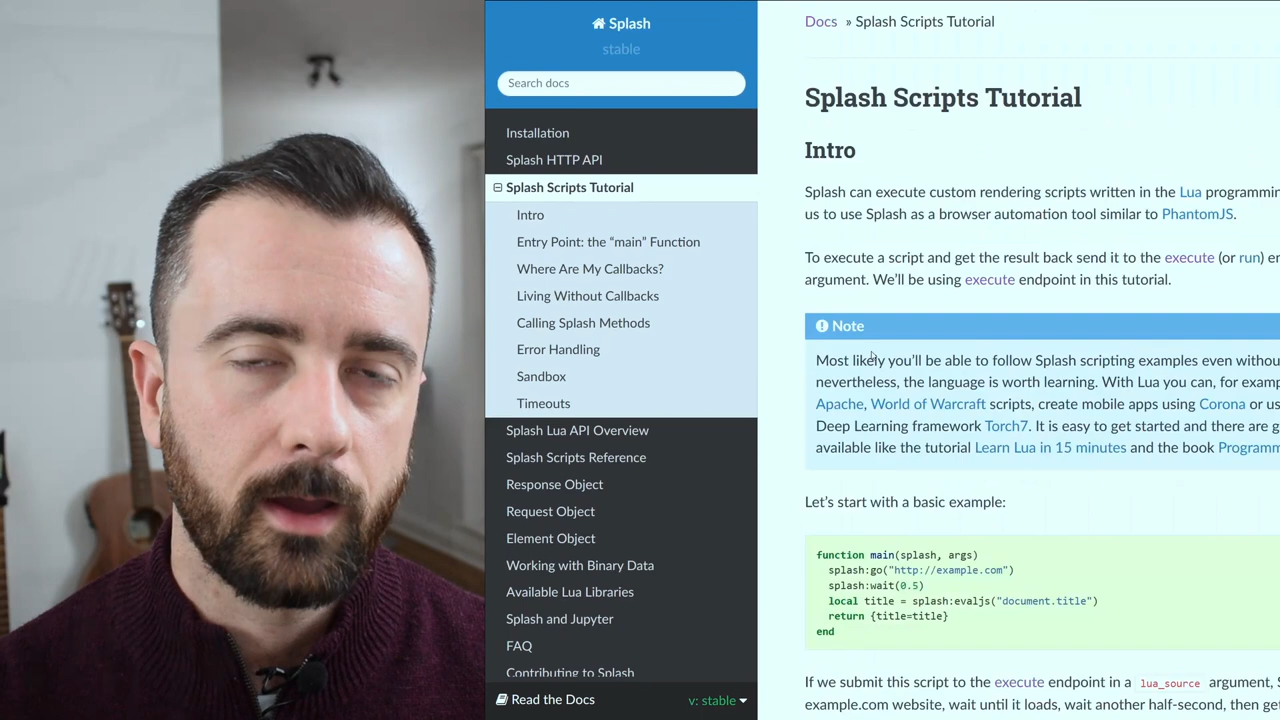 Splash
stable
Search docs
Installation
Splash HTTP API
Splash Scripts Tutorial
Intro
Entry Point: the “main” Function
Where Are My Callbacks?
Living Without Callbacks
Calling Splash Methods
Error Handling
Sandbox
Timeouts
Splash Lua API Overview
Splash Scripts Reference
Response Object
Request Object
Element Object
Working with Binary Data
Available Lua Libraries
Splash and Jupyter
FAQ
Contributing to Splash
Read the Docs
v: stable
Docs » Splash Scripts Tutorial
Splash Scripts Tutorial
Intro
Splash can execute custom rendering scripts written in the Lua
us to use Splash as a browser automation tool similar to PhantomJS.
To execute a script and get the result back send it to the execute (or run)
argument. We’ll be using execute endpoint in this tutorial.
Note
Most likely you’ll be able to follow Splash scripting examples even
nevertheless, the language is worth learning. With Lua you can, for
Apache, World of Warcraft scripts, create mobile apps using Corona or
Deep Learning framework Torch7. It is easy to get started and there are
available like the tutorial Learn Lua in 15 minutes and the book
Let’s start with a basic example:
function main(splash, args)
splash:go("http://example.com")
splash:wait(0.5)
local title = splash:evaljs("document.title")
return {title=title}
end
If we submit this script to the execute endpoint in a lua_source argument,
example.com website, wait until it loads, wait another half-second, then